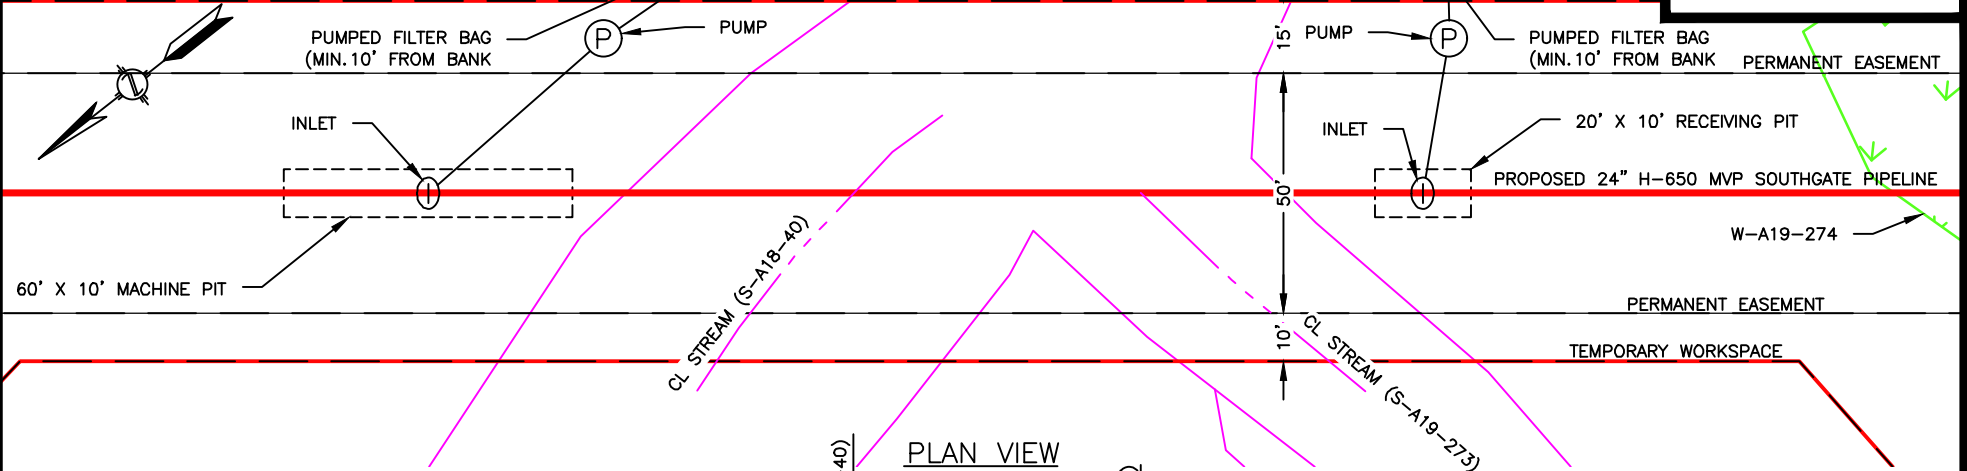 PUMPED FILTER BAG
(MIN.10' FROM BANK
P
PUMP
15'
PUMP
P
PUMPED FILTER BAG
(MIN.10' FROM BANK
PERMANENT EASEMENT
INLET
INLET
20' X 10' RECEIVING PIT
I
50'
I
PROPOSED 24" H-650 MVP SOUTHGATE PIPELINE
W-A19-274
60' X 10' MACHINE PIT
CL STREAM (S-A18-40)
PERMANENT EASEMENT
10'
CL STREAM (S-A19-273)
TEMPORARY WORKSPACE
40)
PLAN VIEW